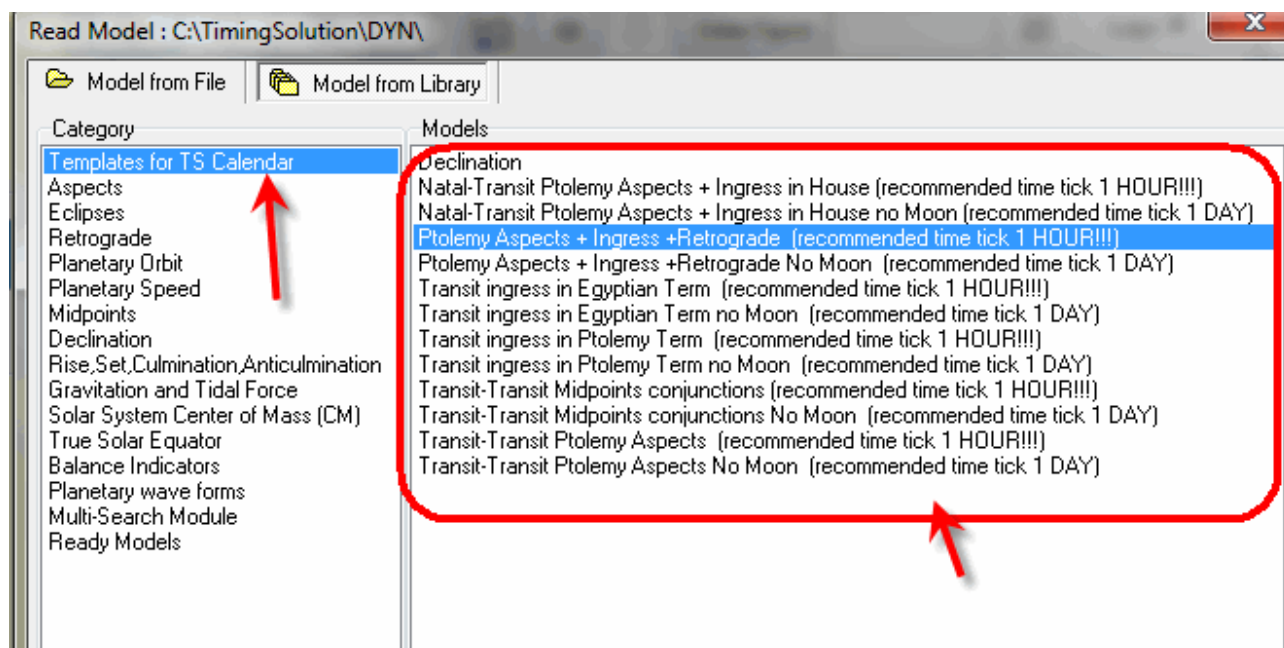 Read Model : C:\TimingSolution\DYN\
Model from File
Model from Library
Category
Templates for TS Calendar
Aspects
Eclipses
Retrograde
Planetary Orbit
Planetary Speed
Midpoints
Declination
Rise,Set,Culmination,Anticulmination
Gravitation and Tidal Force
Solar System Center of Mass (CM)
True Solar Equator
Balance Indicators
Planetary wave forms
Multi-Search Module
Ready Models
Models
Declination
Natal-Transit Ptolemy Aspects + Ingress in House (recommended time tick 1 HOUR!!!)
Natal-Transit Ptolemy Aspects + Ingress in House no Moon (recommended time tick 1 DAY)
Ptolemy Aspects + Ingress +Retrograde (recommended time tick 1 HOUR!!!)
Ptolemy Aspects + Ingress +Retrograde No Moon (recommended time tick 1 DAY)
Transit ingress in Egyptian Term (recommended time tick 1 HOUR!!!)
Transit ingress in Egyptian Term no Moon (recommended time tick 1 DAY)
Transit ingress in Ptolemy Term (recommended time tick 1 HOUR!!!)
Transit ingress in Ptolemy Term no Moon (recommended time tick 1 DAY)
Transit-Transit Midpoints conjunctions (recommended time tick 1 HOUR!!!)
Transit-Transit Midpoints conjunctions No Moon (recommended time tick 1 DAY)
Transit-Transit Ptolemy Aspects (recommended time tick 1 HOUR!!!)
Transit-Transit Ptolemy Aspects No Moon (recommended time tick 1 DAY)